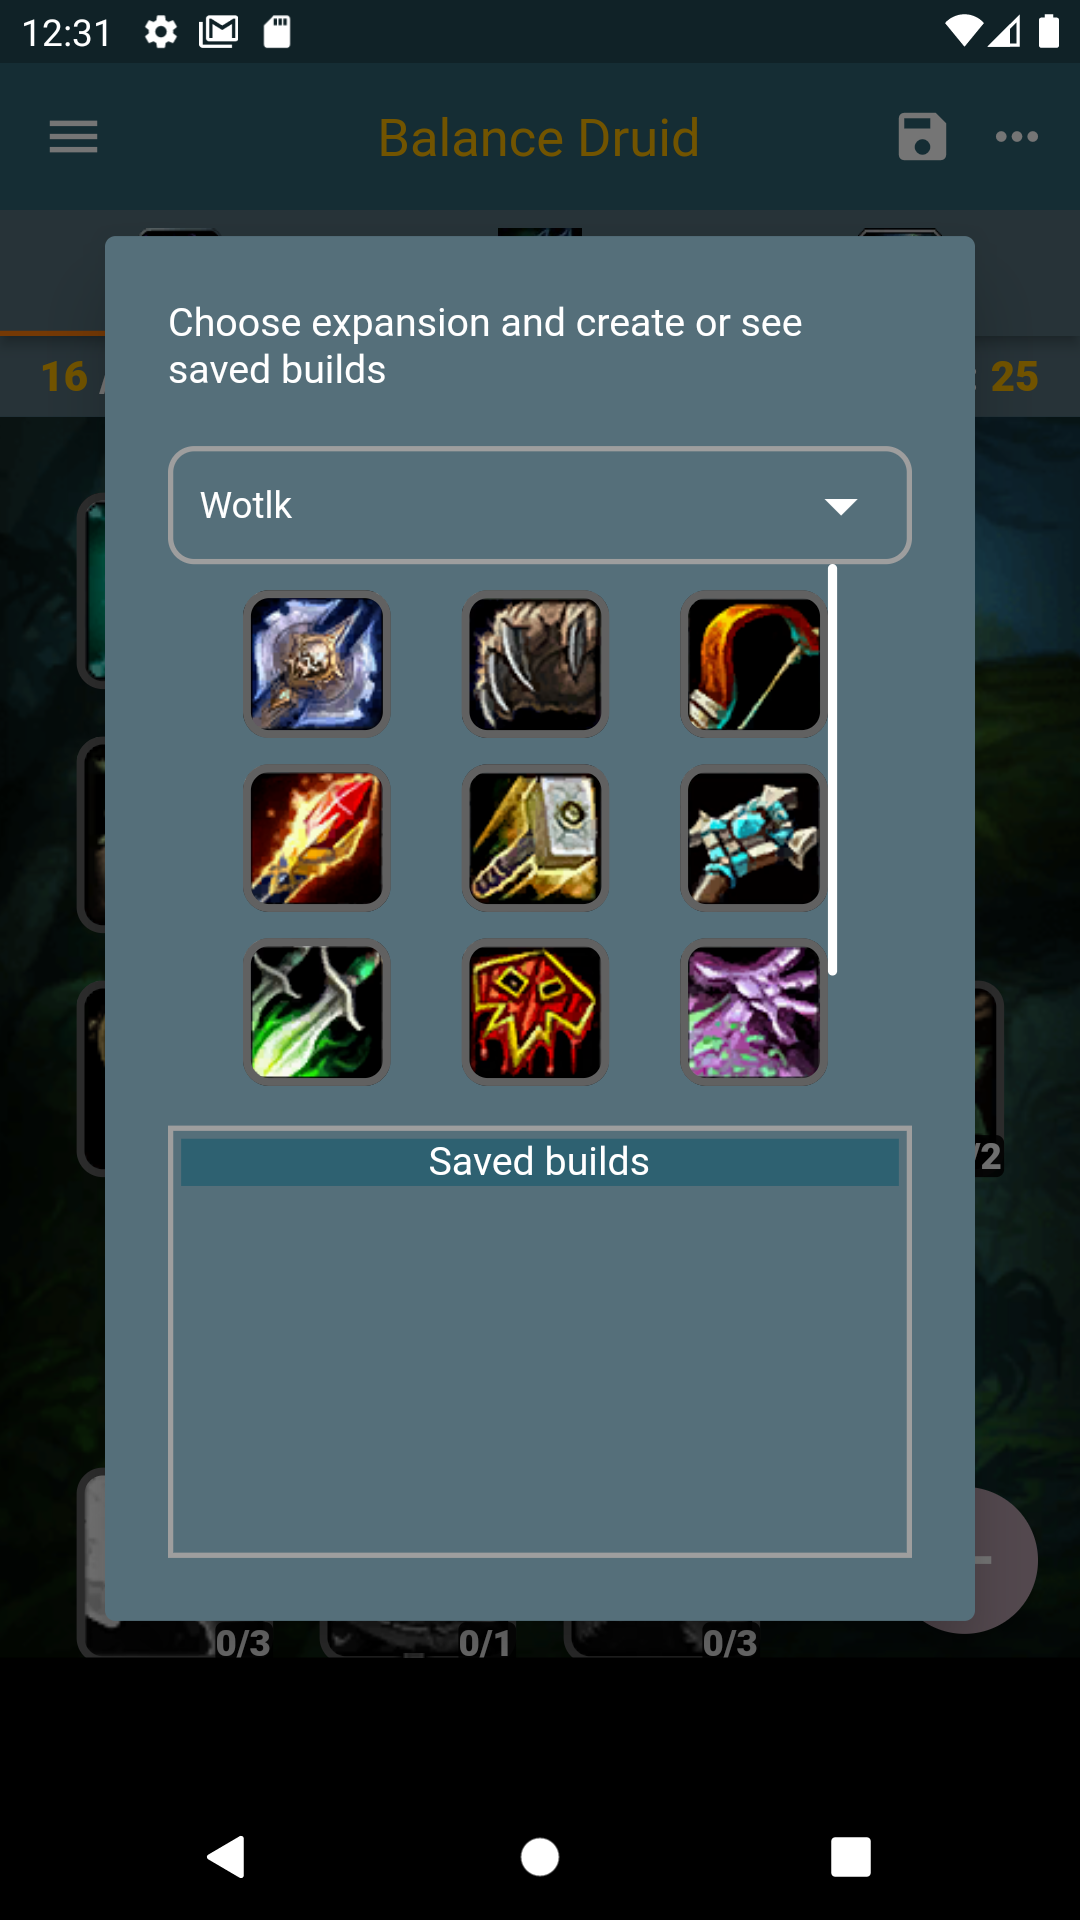 12:31
Balance Druid
Choose expansion and create or see
saved builds
16
25
Wotlk
Saved builds
/2
0/3
0/1
0/3